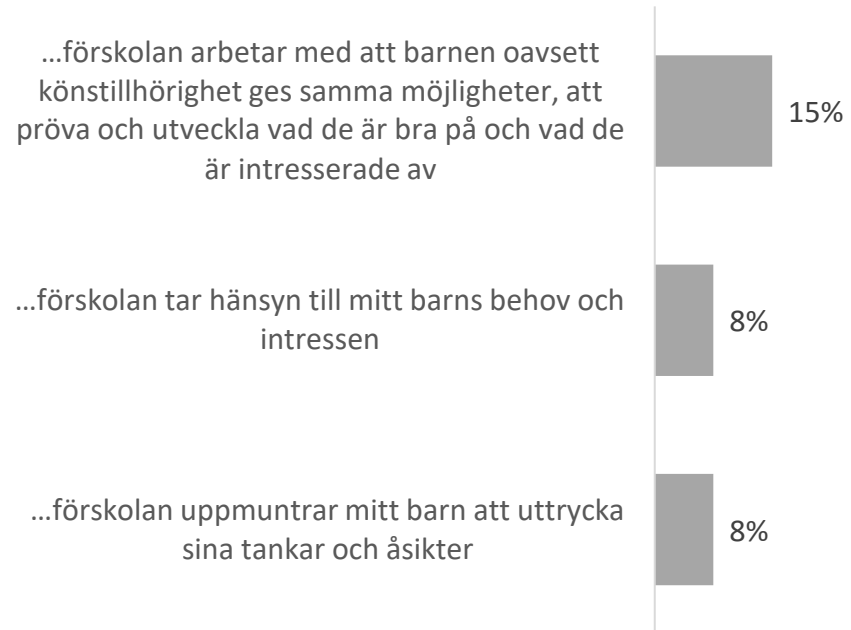 …förskolan arbetar med att barnen oavsett
könstillhörighet ges samma möjligheter, att
pröva och utveckla vad de är bra på och vad de
är intresserade av
15%
…förskolan tar hänsyn till mitt barns behov och
intressen
8%
…förskolan uppmuntrar mitt barn att uttrycka
sina tankar och åsikter
8%